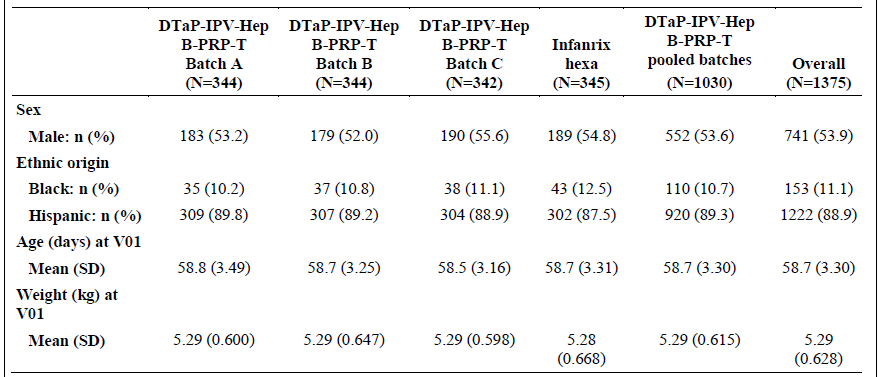 DTaP-IPV-Hep B-PRP-T Batch A (N=344) DTaP-IPV-Hep B-PRP-T Batch B (N=344) DTaP-IPV-Hep B-PRP-T Batch C (N=342) Infanrix hexa (N=345) DTaP-IPV-Hep B-PRP-T pooled batches (N=1030) Overall (N=1375)
Sex
Male: n (%) 183 (53.2) 179 (52.0) 190 (55.6) 189 (54.8) 552 (53.6) 741 (53.9)
Ethnic origin
Black: n (%) 35 (10.2) 37 (10.8) 38 (11.1) 43 (12.5) 110 (10.7) 153 (11.1)
Hispanic: n (%) 309 (89.8) 307 (89.2) 304 (88.9) 302 (87.5) 920 (89.3) 1222 (88.9)
Age (days) at V01
Mean (SD) 58.8 (3.49) 58.7 (3.25) 58.5 (3.16) 58.7 (3.31) 58.7 (3.30) 58.7 (3.30)
Weight (kg) at
V01
Mean (SD) 5.29 (0.600) 5.29 (0.647) 5.29 (0.598) 5.28 (0.668) 5.29 (0.615) 5.29 (0.628)